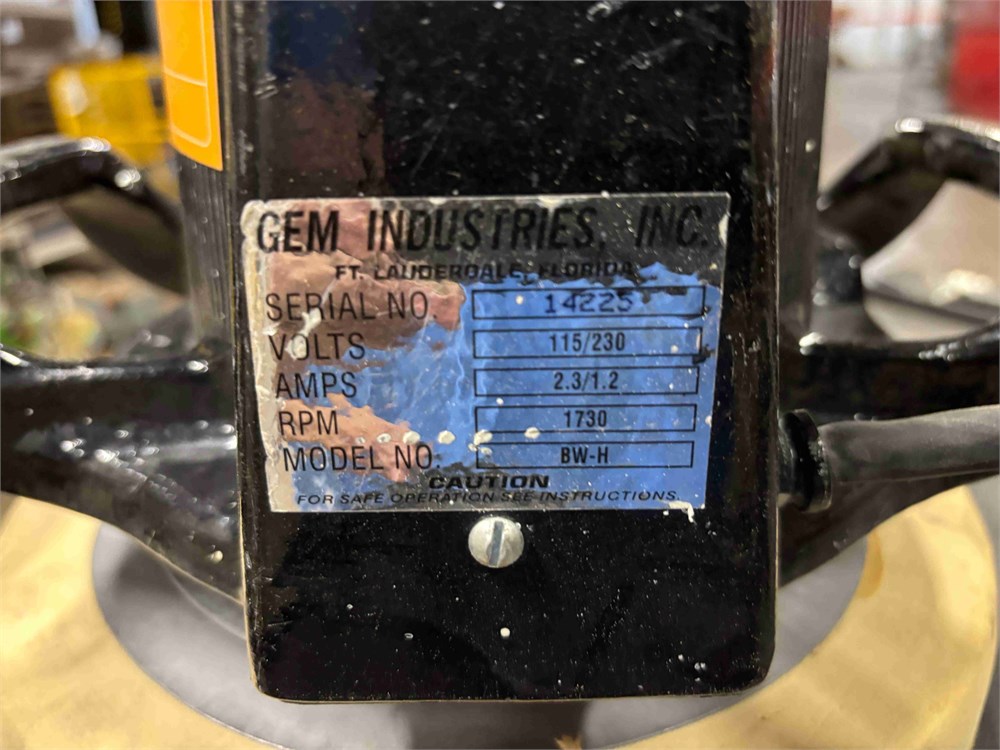 GEM INDUSTRIES, INC.
FT. LAUDERDALE, FLORIDA
SERIAL NO. 14225
VOLTS 115/230
AMPS 2.3/1.2
RPM 1730
MODEL NO. BW-H
CAUTION
FOR SAFE OPERATION SEE INSTRUCTIONS.